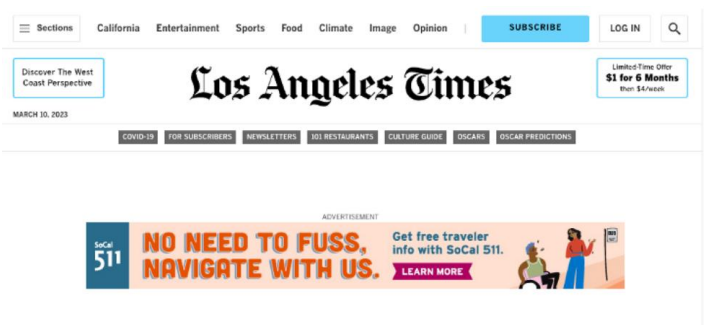 Sections California Entertainment Sports Food Climate Image Opinion SUBSCRIBE LOG IN
Discover The West
Coast Perspective
Los Angeles Times
Limited-Time Offer
$1 for 6 Months
then $4/week
MARCH 10, 2023
COVID-19 FOR SUBSCRIBERS NEWSLETTERS 101 RESTAURANTS CULTURE GUIDE OSCARS OSCAR PREDICTIONS
ADVERTISEMENT
SoCal
511
NO NEED TO FUSS,
NAVIGATE WITH US.
Get free traveler
info with SoCal 511.
LEARN MORE